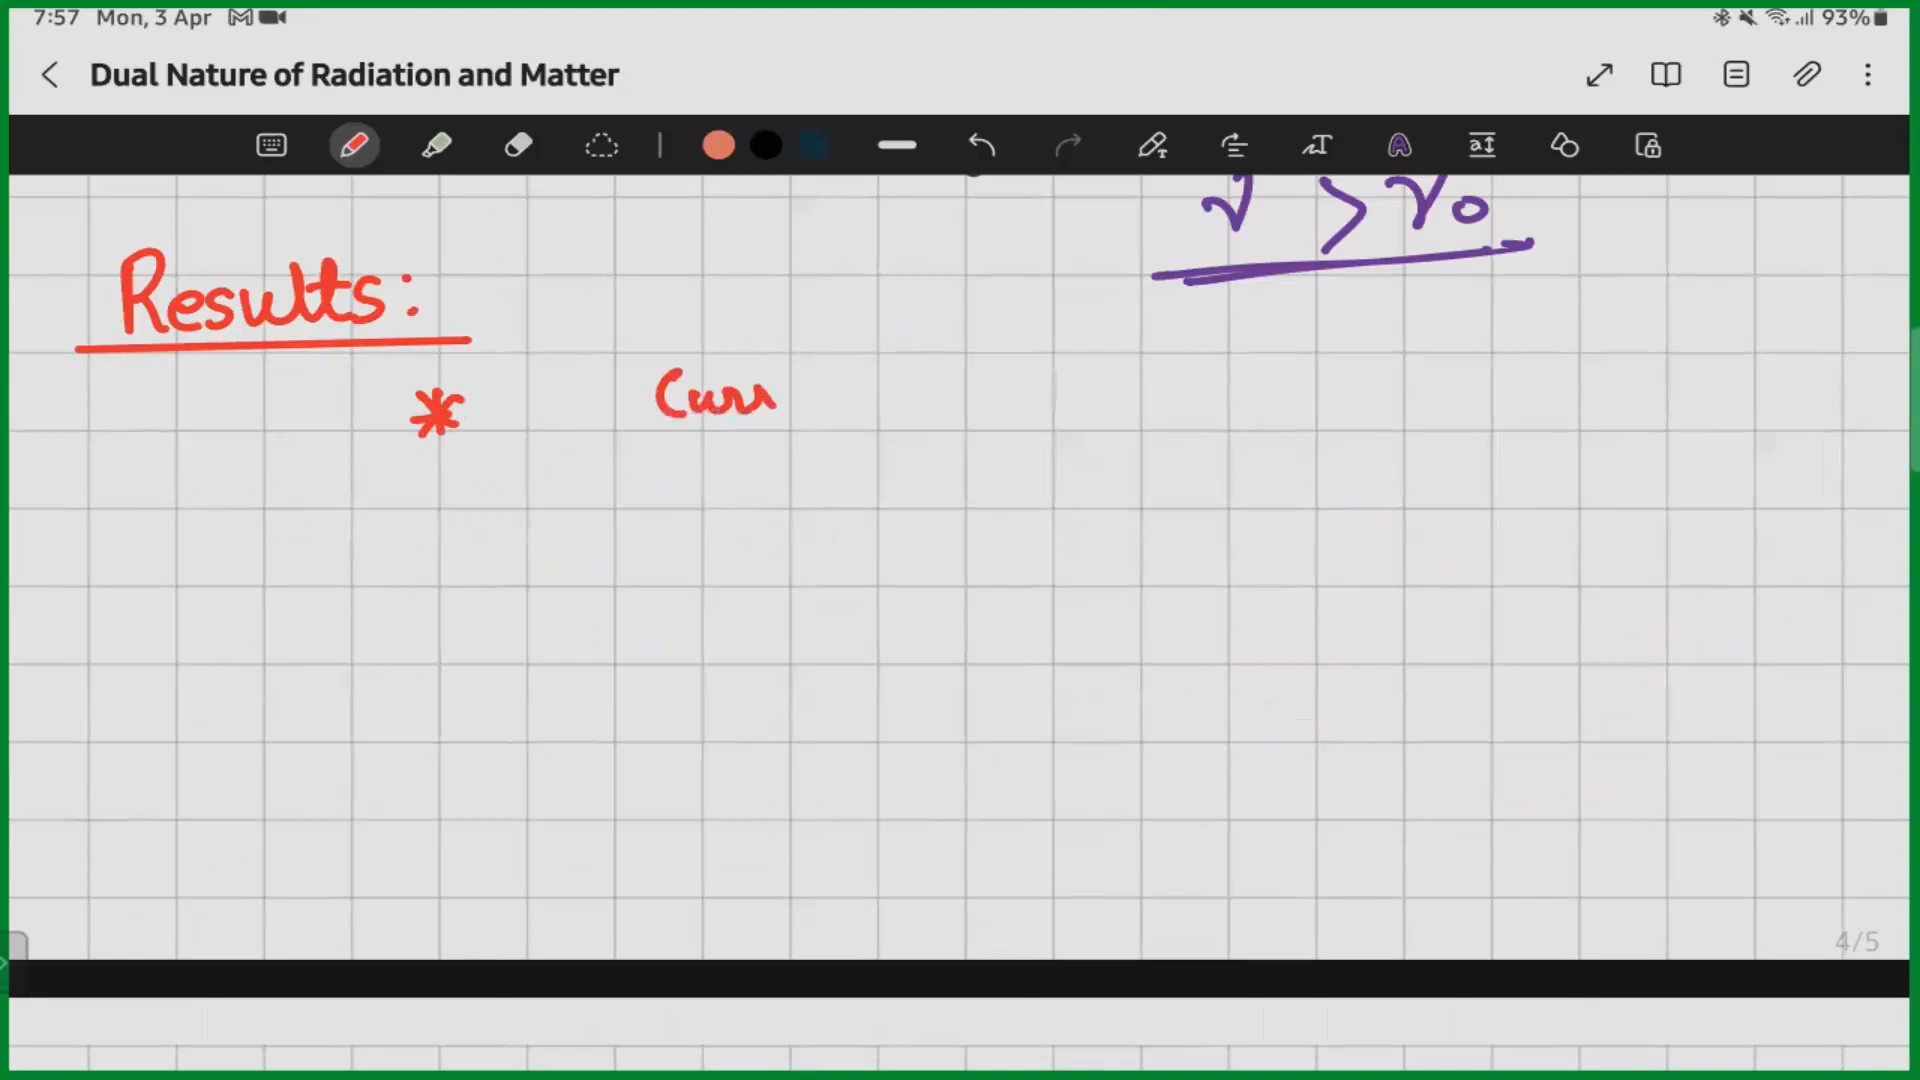 7:57 Mon, 3 Apr 93%
Dual Nature of Radiation and Matter
ν > ν₀
Results:
* Curr
4/5